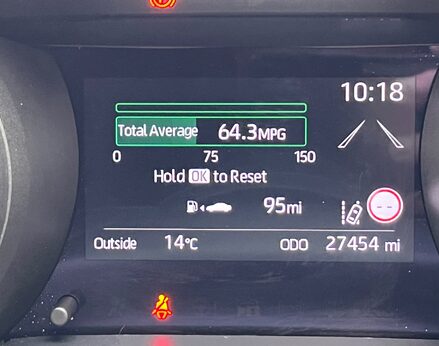 10:18
Total Average 64.3MPG
0 75 150
Hold OK to Reset
95mi
--
Outside 14°C ODO 27454 mi